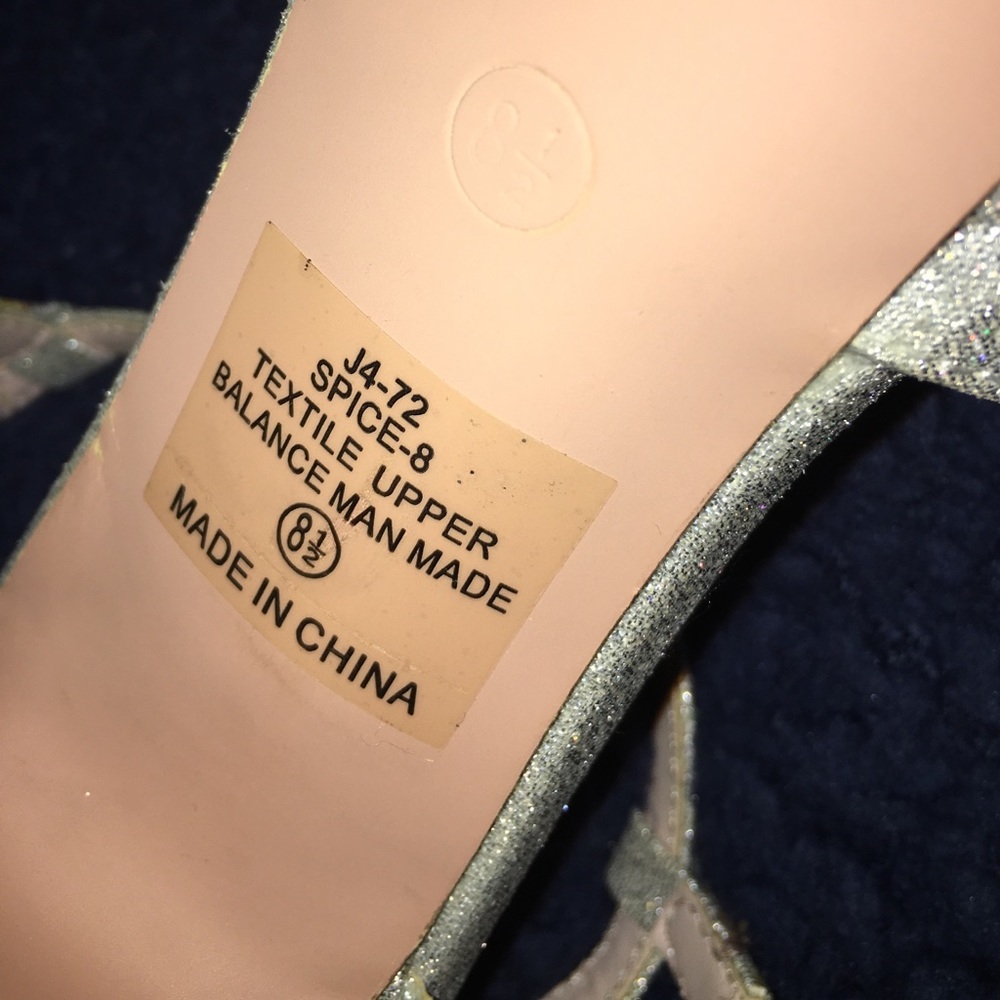 8½
J4-72
SPICE-8
TEXTILE UPPER
BALANCE MAN MADE
8½
MADE IN CHINA